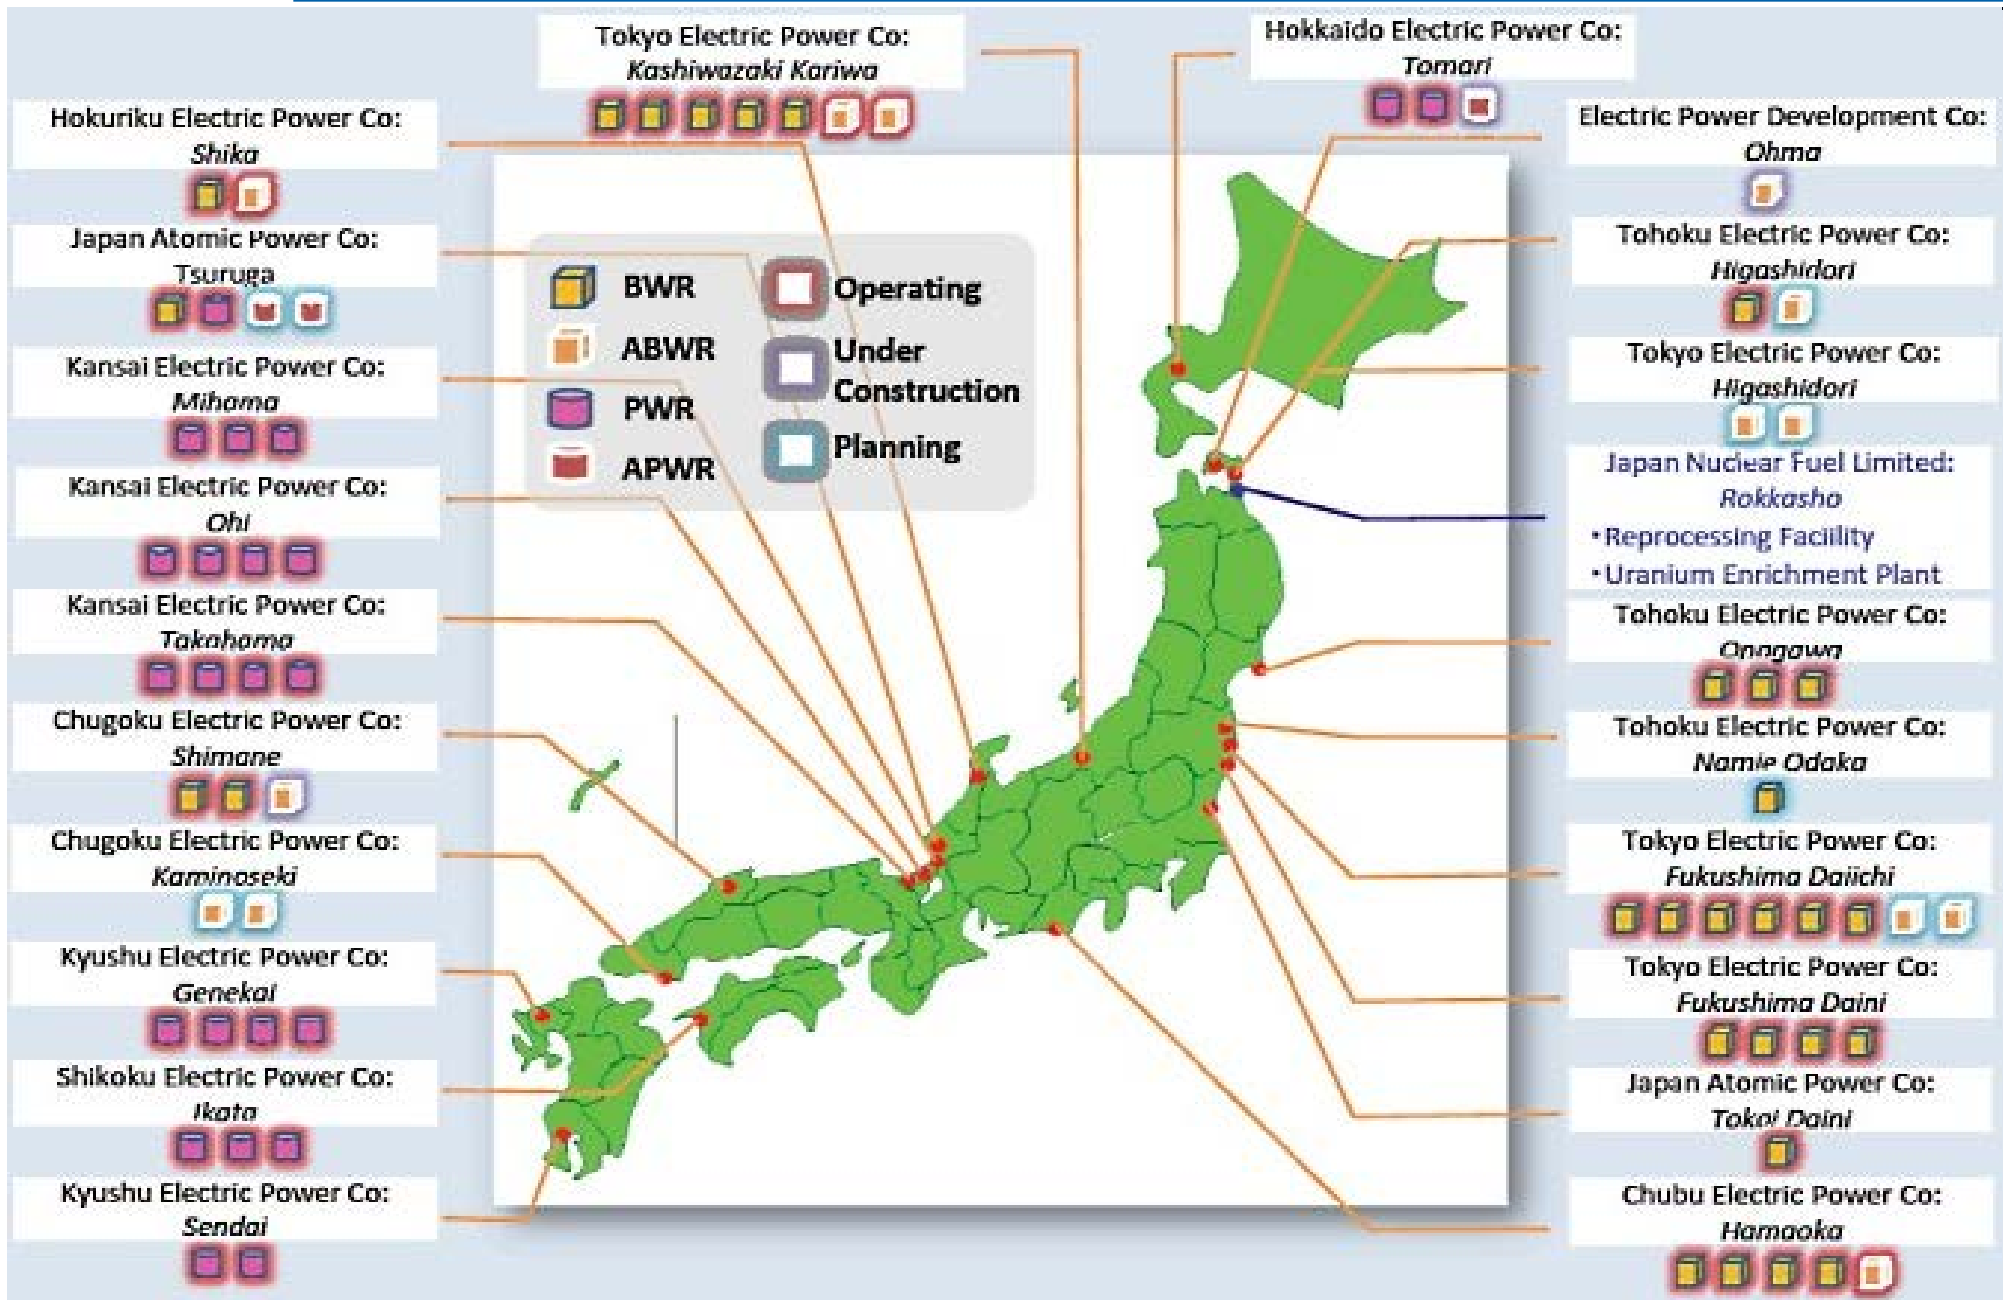 Tokyo Electric Power Co:
Kashiwazaki Kariwa
Hokkaido Electric Power Co:
Tomari
Hokuriku Electric Power Co:
Shika
Japan Atomic Power Co:
Tsuruga
Kansai Electric Power Co:
Mihama
Kansai Electric Power Co:
Ohi
Kansai Electric Power Co:
Takahama
Chugoku Electric Power Co:
Shimane
Chugoku Electric Power Co:
Kaminoseki
Kyushu Electric Power Co:
Genekai
Shikoku Electric Power Co:
Ikata
Kyushu Electric Power Co:
Sendai
BWR
ABWR
PWR
APWR
Operating
Under
Construction
Planning
Electric Power Development Co:
Ohma
Tohoku Electric Power Co:
Higashidori
Tokyo Electric Power Co:
Higashidori
Japan Nuclear Fuel Limited:
Rokkasho
•Reprocessing Faciility
•Uranium Enrichment Plant
Tohoku Electric Power Co:
Onngawa
Tohoku Electric Power Co:
Namie Odaka
Tokyo Electric Power Co:
Fukushima Daiichi
Tokyo Electric Power Co:
Fukushima Daini
Japan Atomic Power Co:
Tokai Daini
Chubu Electric Power Co:
Hamaoka